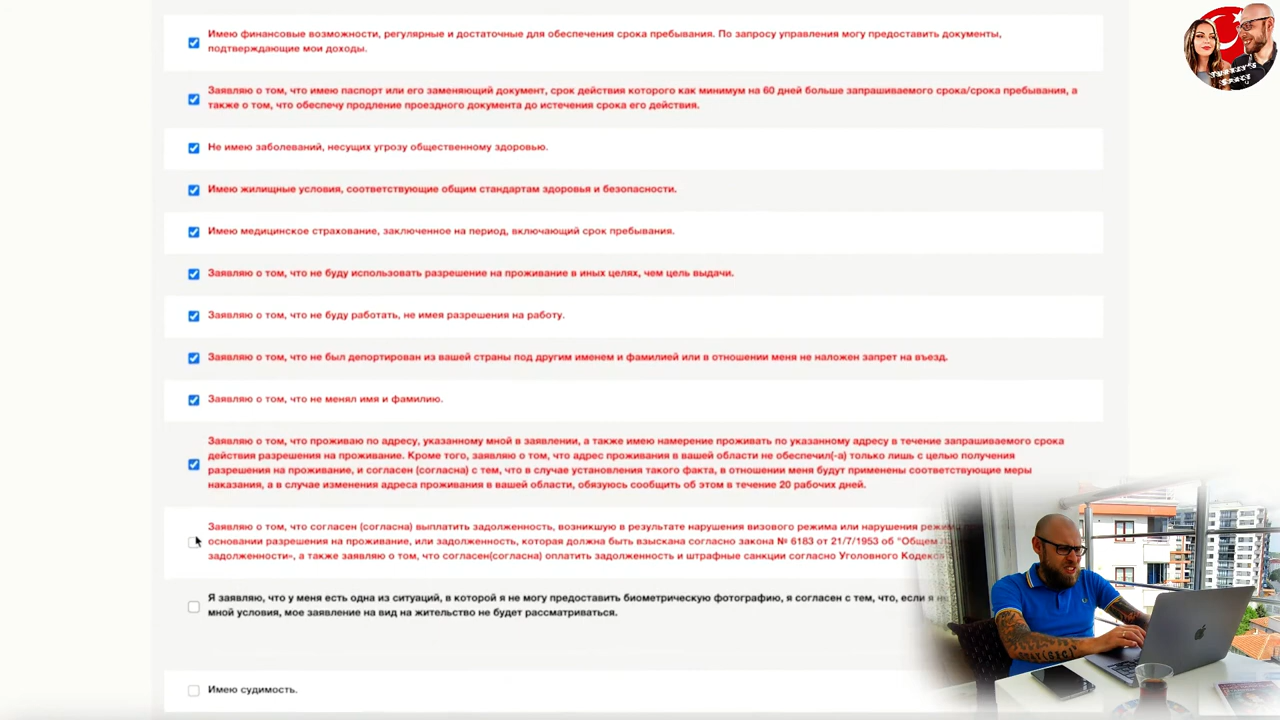 Имею финансовые возможности, регулярные и достаточные для обеспечения срока пребывания. По запросу управления могу предоставить документы,
подтверждающие мои доходы.
Заявляю о том, что имею паспорт или его заменяющий документ, срок действия которого как минимум на 60 дней больше запрашиваемого срока/срока пребывания, а
также о том, что обеспечу продление проездного документа до истечения срока его действия.
Не имею заболеваний, несущих угрозу общественному здоровью.
Имею жилищные условия, соответствующие общим стандартам здоровья и безопасности.
Имею медицинское страхование, заключенное на период, включающий срок пребывания.
Заявляю о том, что не буду использовать разрешение на проживание в иных целях, чем цель выдачи.
Заявляю о том, что не буду работать, не имея разрешения на работу.
Заявляю о том, что не был депортирован из вашей страны под другим именем и фамилией или в отношении меня не наложен запрет на въезд.
Заявляю о том, что не менял имя и фамилию.
Заявляю о том, что проживаю по адресу, указанному мной в заявлении, а также имею намерение проживать по указанному адресу в течение запрашиваемого срока
действия разрешения на проживание. Кроме того, заявляю о том, что адрес проживания в вашей области не обеспечил(-а) только лишь с целью получения
разрешения на проживание, и согласен (согласна) с тем, что в случае установления такого факта, в отношении меня будут применены соответствующие меры
наказания, а в случае изменения адреса проживания в вашей области, обязуюсь сообщить об этом в течение 20 рабочих дней.
Заявляю о том, что согласен (согласна) выплатить задолженность, возникшую в результате нарушения визового режима или нарушения
основании разрешения на проживание, или задолженность, которая должна быть взыскана согласно закона № 6183 от 21/7/1953 об "Общем
задолженности», а также заявляю о том, что согласен(согласна) оплатить задолженность и штрафные санкции согласно Уголовного
Я заявляю, что у меня есть одна из ситуаций, в которой я не могу предоставить биометрическую фотографию, я согласен с тем, что, если я
мной условия, мое заявление на вид на жительство не будет рассматриваться.
Имею судимость.